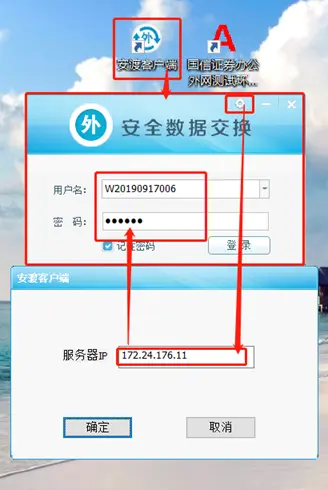 外
A
安渡客户端
国信证券办公
外网测试环...
外
安全数据交换
用户名:
W20190917006
密 码:
●●●●●●
记住密码
登 录
安渡客户端
服务器IP
172.24.176.11
确定
取消